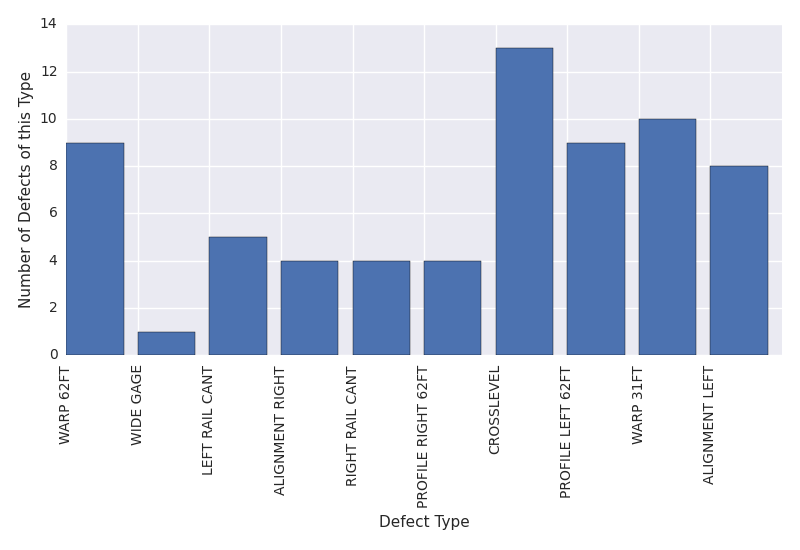 14
12
10
8
6
4
2
0
Number of Defects of this Type
WARP 62FT
WIDE GAGE
LEFT RAIL CANT
ALIGNMENT RIGHT
RIGHT RAIL CANT
PROFILE RIGHT 62FT
CROSSLEVEL
PROFILE LEFT 62FT
WARP 31FT
ALIGNMENT LEFT
Defect Type